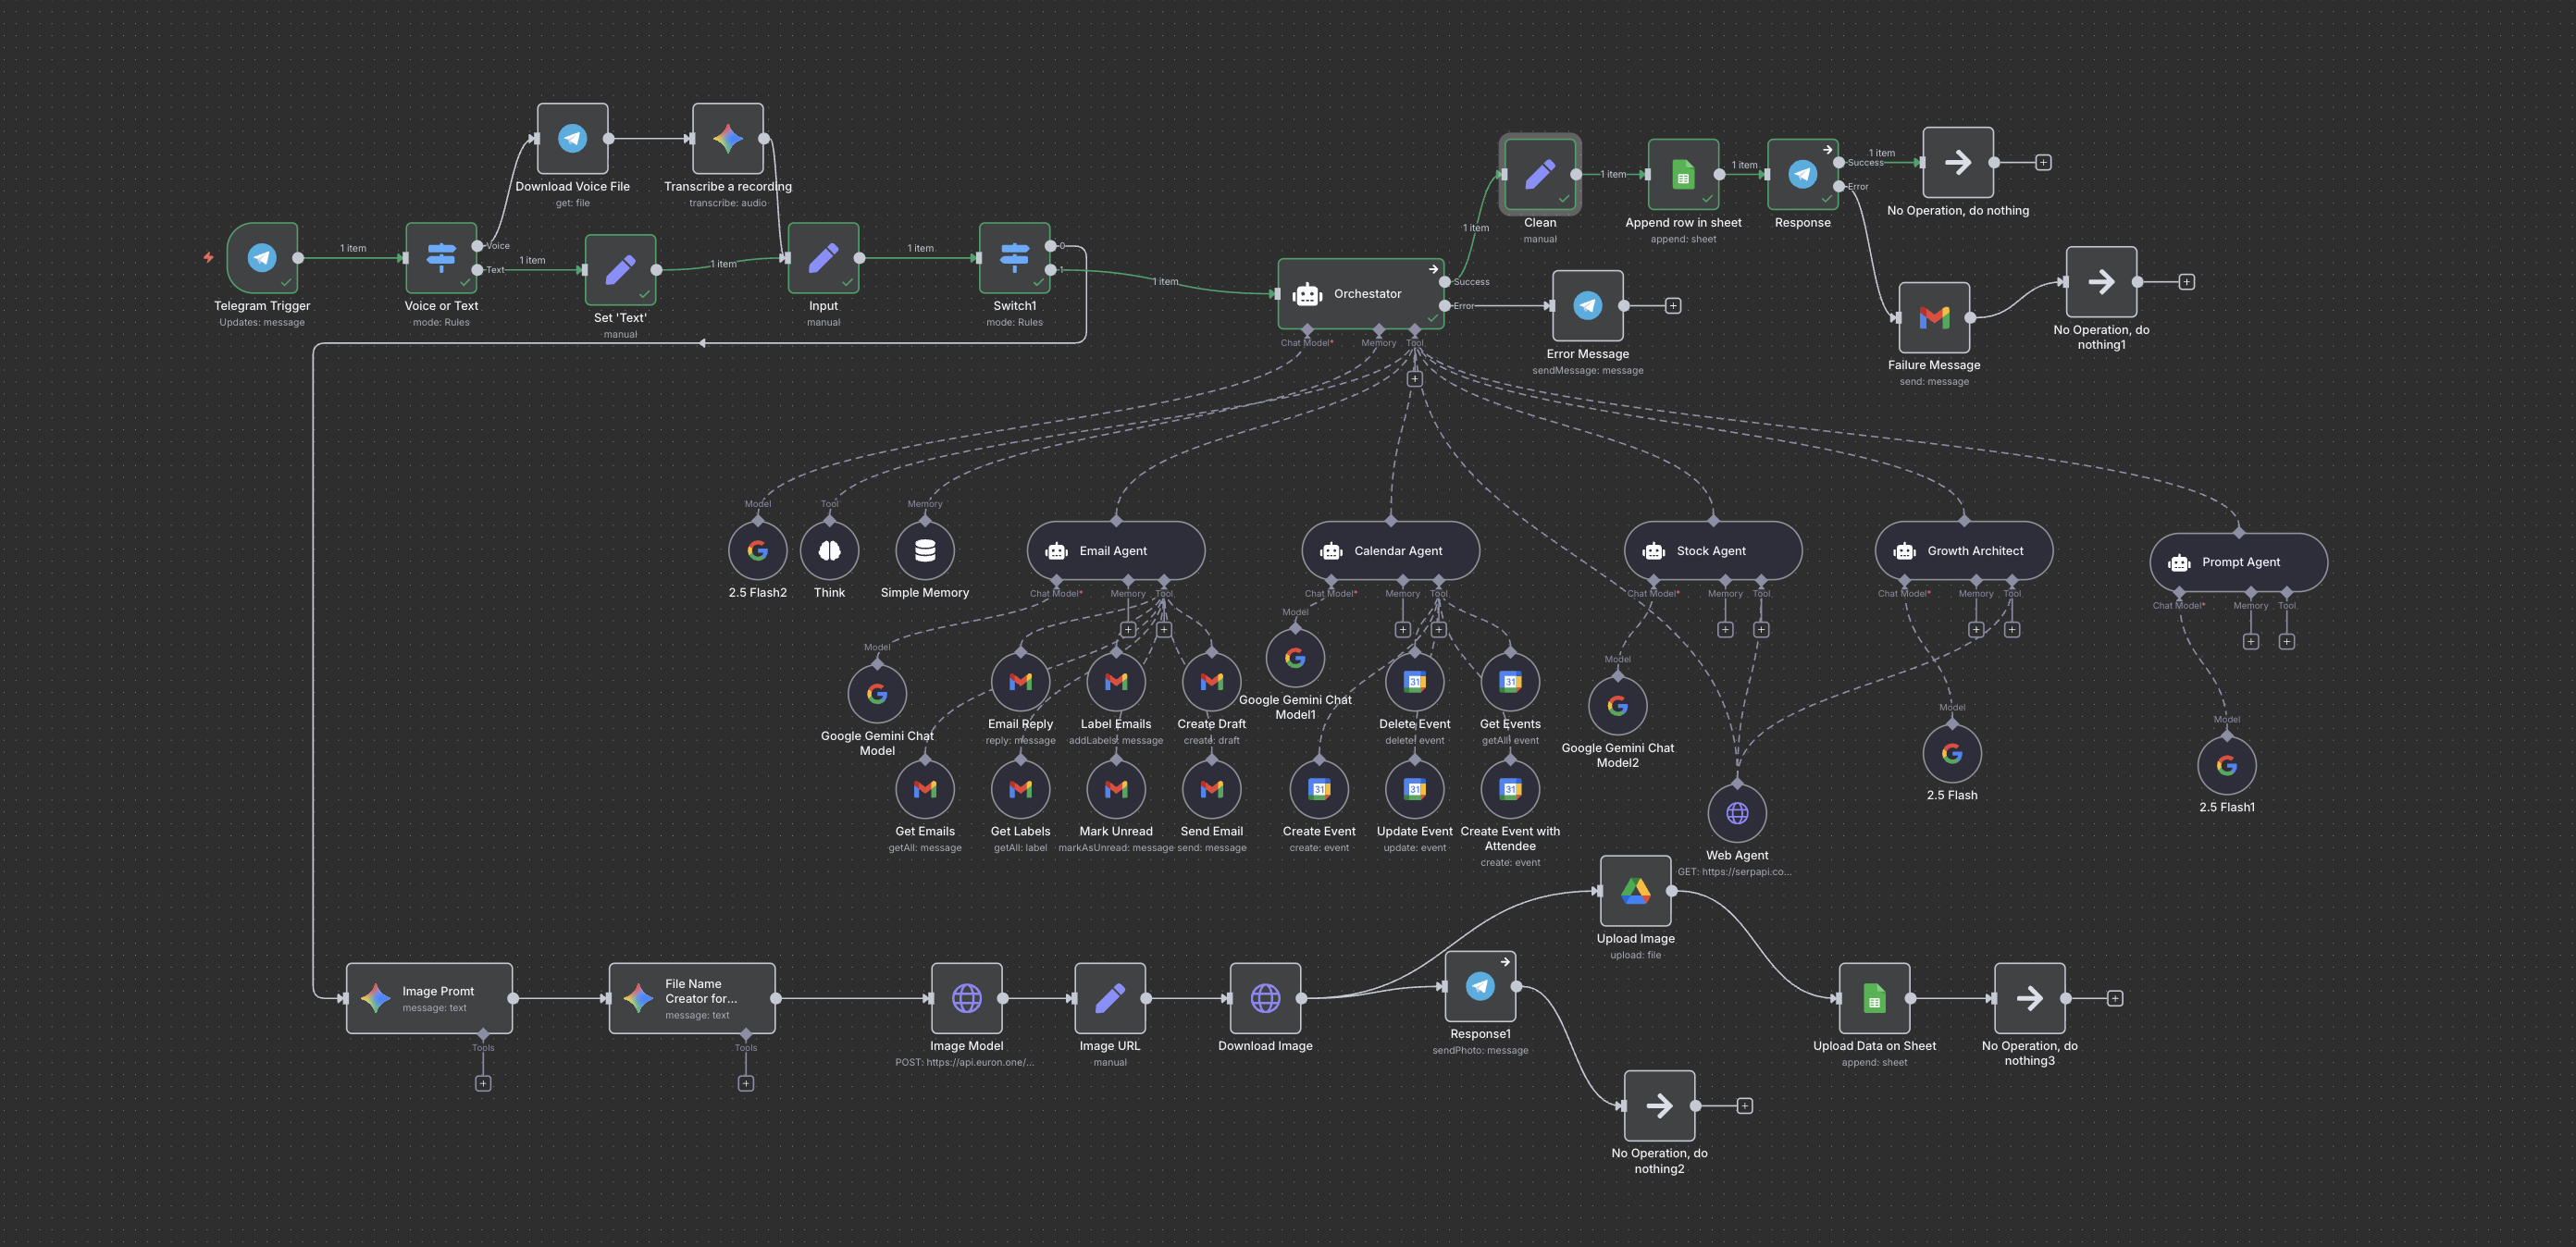 Download Voice File
get: file
Transcribe a recording
transcribe: audio
Telegram Trigger
Updates: message
1 item
Voice or Text
mode: Rules
Voice
Text
1 item
Set 'Text'
manual
1 item
Input
manual
1 item
Switch1
mode: Rules
0
1
1 item
Orchestrator
Success
Error
Chat Model*
Memory
Tool
1 item
Clean
manual
1 item
Append row in sheet
append: sheet
1 item
Response
Success
Error
1 item
No Operation, do nothing
Error Message
sendMessage: message
Failure Message
send: message
No Operation, do
nothing1
Model
2.5 Flash2
Tool
Think
Memory
Simple Memory
Email Agent
Chat Model*
Memory
Tool
Calendar Agent
Chat Model*
Memory
Tool
Stock Agent
Chat Model*
Memory
Tool
Growth Architect
Chat Model*
Memory
Tool
Prompt Agent
Chat Model*
Memory
Tool
Model
Google Gemini Chat
Model
Email Reply
reply: message
Label Emails
addLabels: message
Create Draft
create: draft
Model
Google Gemini Chat
Model1
31
Delete Event
delete: event
31
Get Events
getAll: event
Model
Google Gemini Chat
Model2
Model
2.5 Flash
Model
2.5 Flash1
Get Emails
getAll: message
Get Labels
getAll: label
Mark Unread
markAsUnread: message
Send Email
send: message
31
Create Event
create: event
31
Update Event
update: event
31
Create Event with
Attendee
create: event
Web Agent
GET: https://serpapi.co...
Upload Image
upload: file
Image Promt
message: text
Tools
File Name
Creator for...
message: text
Tools
Image Model
POST: https://api.euron.one/...
Image URL
manual
Download Image
Response1
sendPhoto: message
Upload Data on Sheet
append: sheet
No Operation, do
nothing3
No Operation, do
nothing2